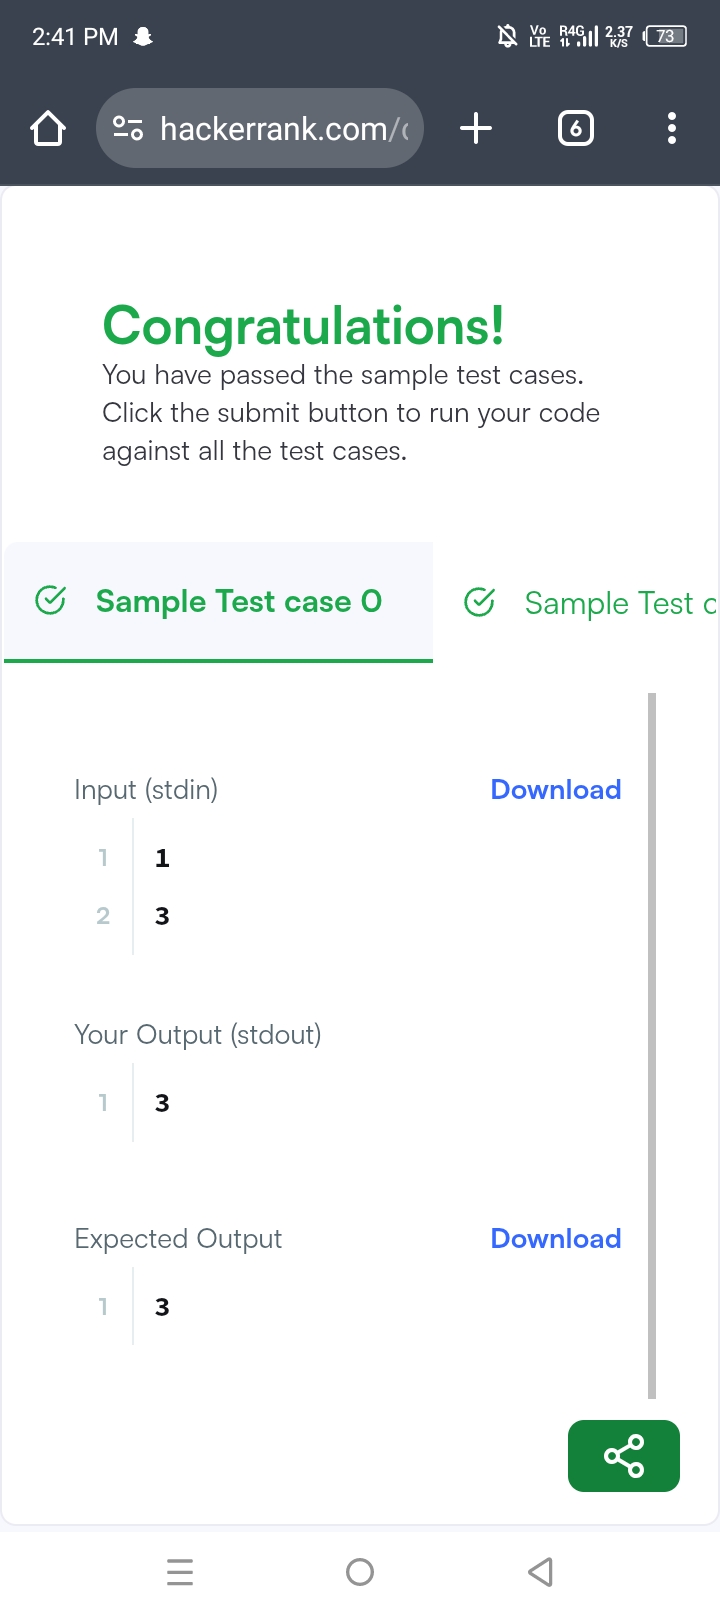 2:41 PM
Vo LTE R4G 2.37 K/S 73
hackerrank.com/
6
Congratulations!
You have passed the sample test cases.
Click the submit button to run your code
against all the test cases.
Sample Test case 0
Sample Test c
Input (stdin)
Download
1 1
2 3
Your Output (stdout)
1 3
Expected Output
Download
1 3